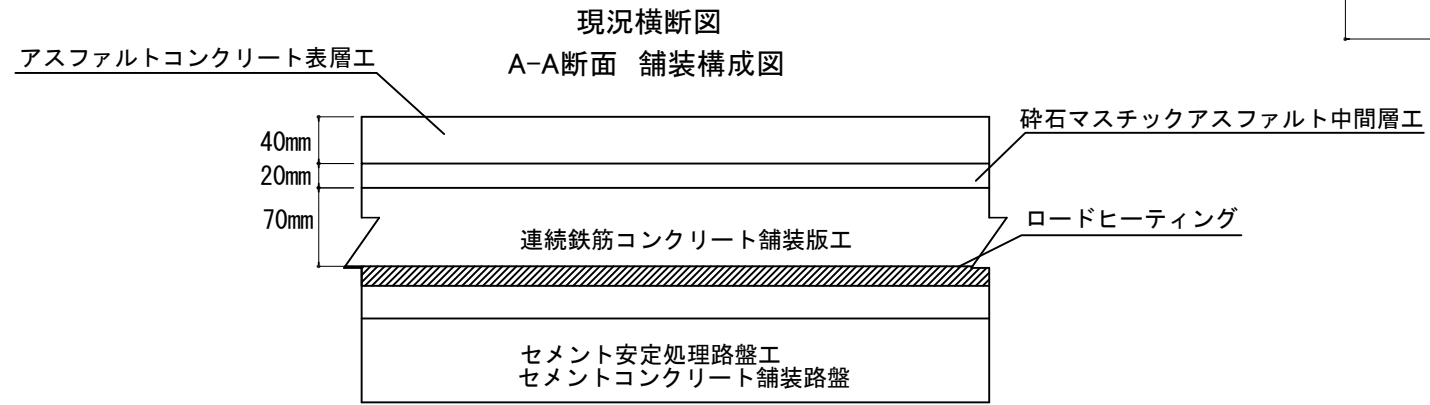 現況横断図
A-A断面 舗装構成図
アスファルトコンクリート表層工
砕石マスチックアスファルト中間層工
40mm
20mm
70mm
ロードヒーティング
連続鉄筋コンクリート舗装版工
セメント安定処理路盤工
セメントコンクリート舗装路盤